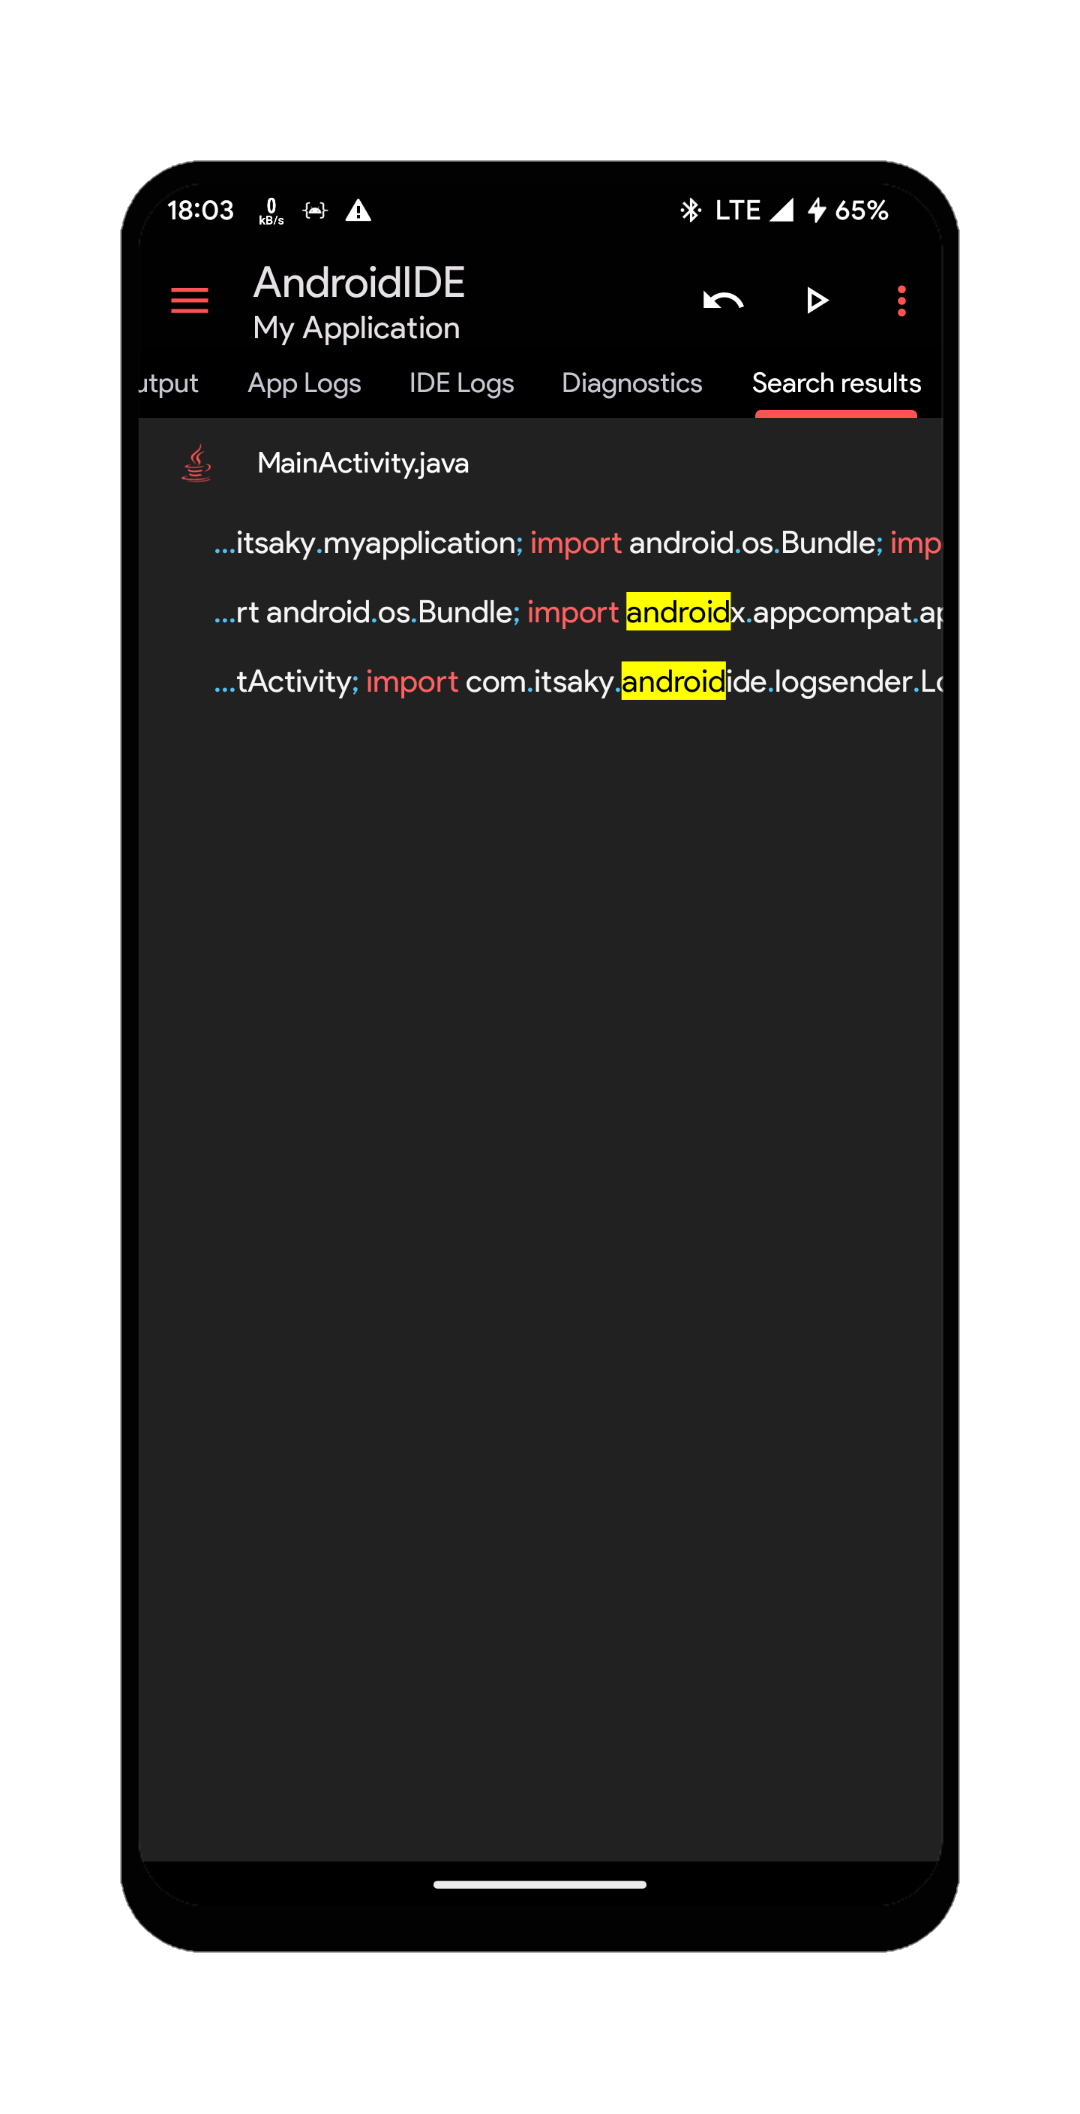 18:03 0 kB/s LTE 65%
AndroidIDE
My Application
utput App Logs IDE Logs Diagnostics Search results
MainActivity.java
...itsaky.myapplication; import android.os.Bundle; imp
...rt android.os.Bundle; import androidx.appcompat.ap
...tActivity; import com.itsaky.androidide.logsender.Lo